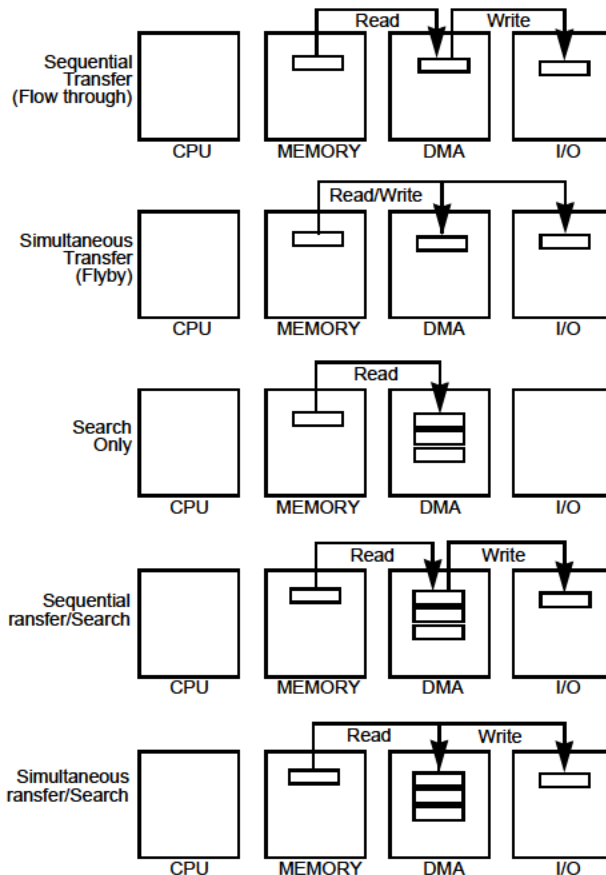 Read Write
Sequential
Transfer
(Flow through)
CPU MEMORY DMA I/O
Read/Write
Simultaneous
Transfer
(Flyby)
CPU MEMORY DMA I/O
Read
Search
Only
CPU MEMORY DMA I/O
Read Write
Sequential
ransfer/Search
CPU MEMORY DMA I/O
Read Write
Simultaneous
ransfer/Search
CPU MEMORY DMA I/O